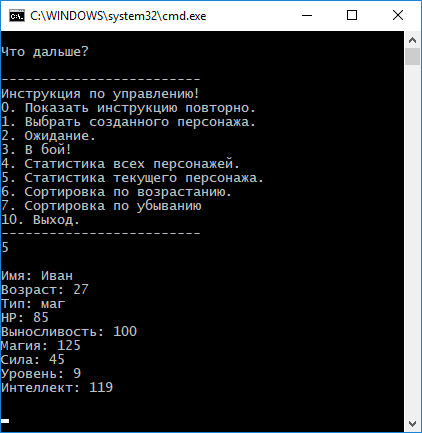 C:\WINDOWS\system32\cmd.exe
Что дальше?
-------------------------
Инструкция по управлению!
0. Показать инструкцию повторно.
1. Выбрать созданного персонажа.
2. Ожидание.
3. В бой!
4. Статистика всех персонажей.
5. Статистика текущего персонажа.
6. Сортировка по возрастанию.
7. Сортировка по убыванию
10. Выход.
-------------------------
5
Имя: Иван
Возраст: 27
Тип: маг
HP: 85
Выносливость: 100
Магия: 125
Сила: 45
Уровень: 9
Интеллект: 119